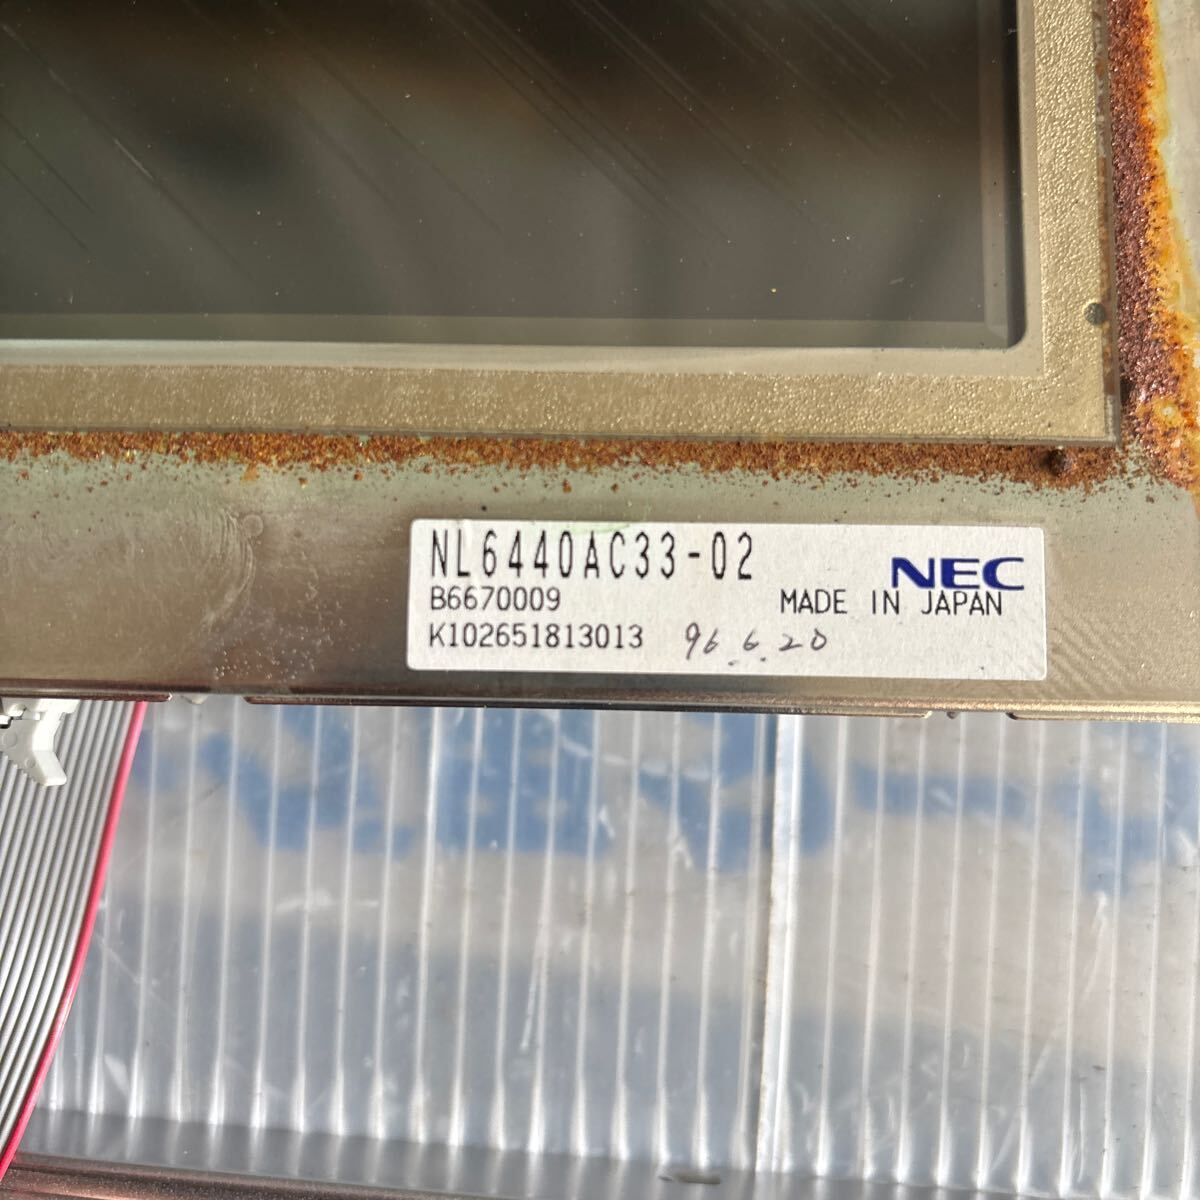 NL6440AC33-02
NEC
B6670009 MADE IN JAPAN
K102651813013 96.6.20